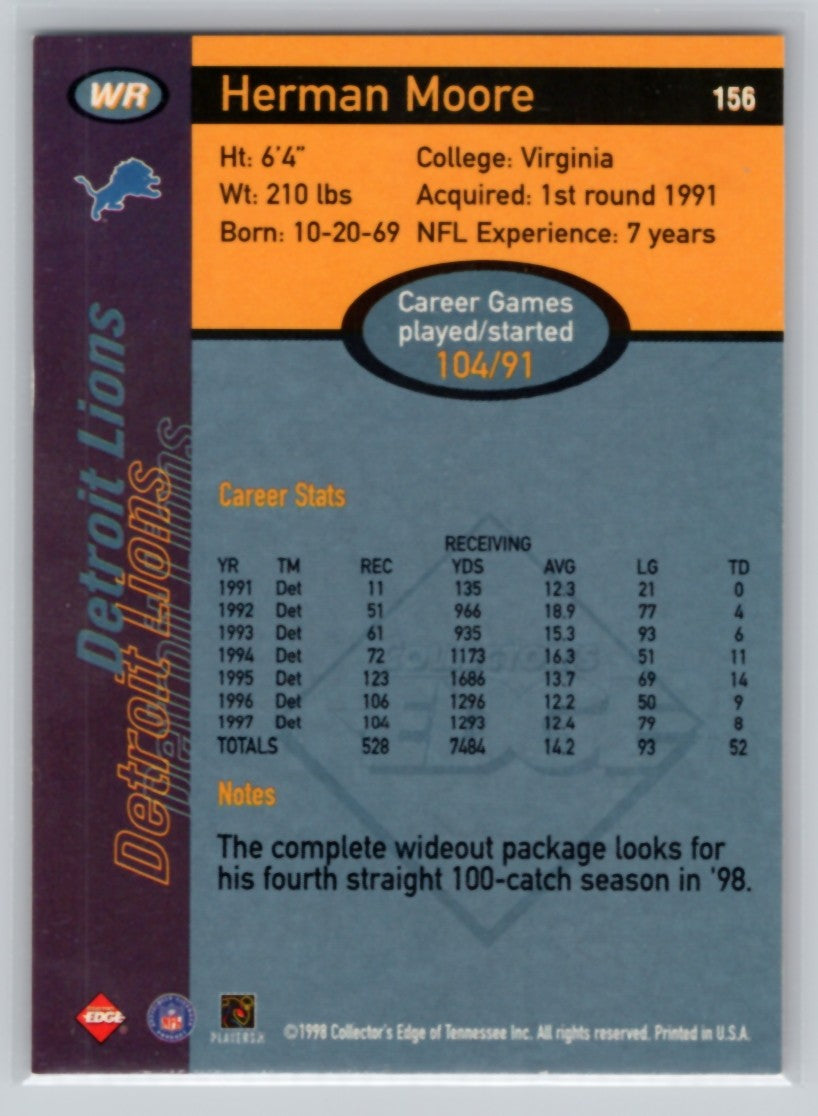 WR
Herman Moore 156
Ht: 6'4" College: Virginia
Wt: 210 lbs Acquired: 1st round 1991
Born: 10-20-69 NFL Experience: 7 years
Career Games
played/started
104/91
Detroit Lions
Detroit Lions
Detroit Lions
Career Stats
RECEIVING
YR TM REC YDS AVG LG TD
1991 Det 11 135 12.3 21 0
1992 Det 51 966 18.9 77 4
1993 Det 61 935 15.3 93 6
1994 Det 72 1173 16.3 51 11
1995 Det 123 1686 13.7 69 14
1996 Det 106 1296 12.2 50 9
1997 Det 104 1293 12.4 79 8
TOTALS 528 7484 14.2 93 52
COLLECTOR'S
EDGE
Notes
The complete wideout package looks for
his fourth straight 100-catch season in '98.
EDGE
NFL
PLAYERS
©1998 Collector's Edge of Tennessee Inc. All rights reserved. Printed in U.S.A.